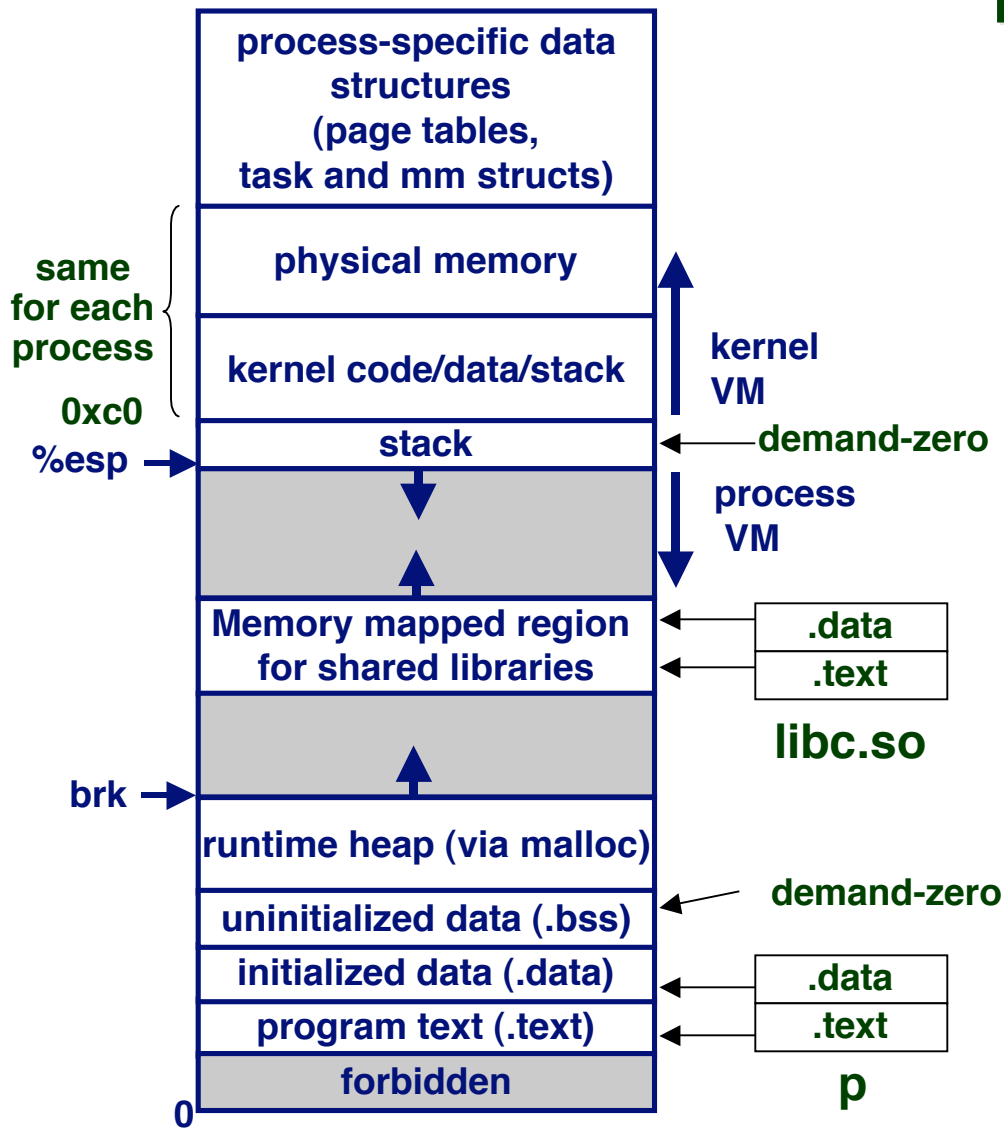 process-specific data
structures
(page tables,
task and mm structs)
same
for each
process
physical memory
kernel code/data/stack
kernel
VM
0xc0
%esp
stack
demand-zero
process
VM
Memory mapped region
for shared libraries
.data
.text
libc.so
brk
runtime heap (via malloc)
uninitialized data (.bss)
demand-zero
initialized data (.data)
program text (.text)
.data
.text
forbidden
p
0